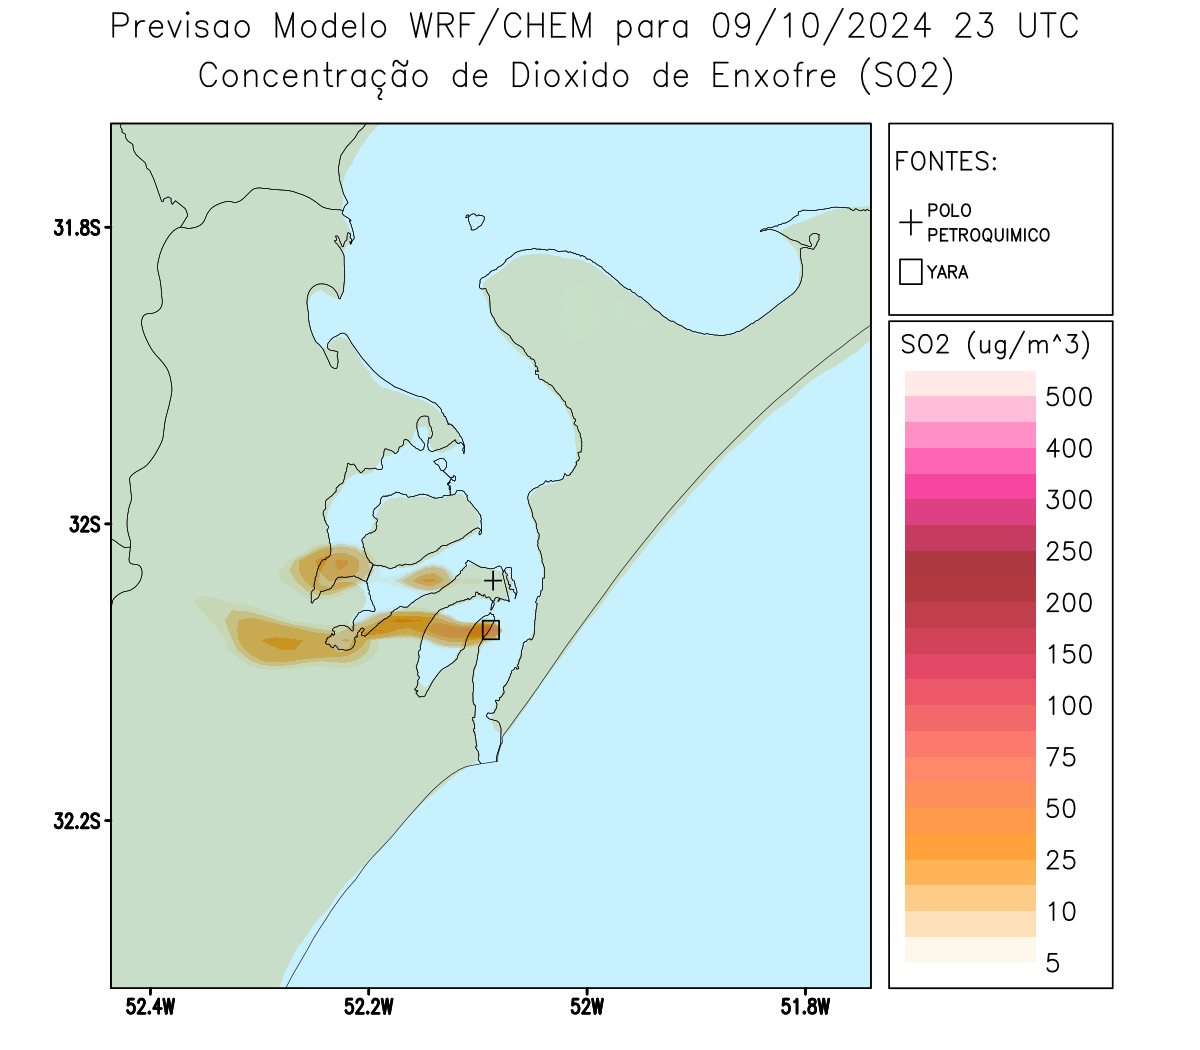 Previsao Modelo WRF/CHEM para 09/10/2024 23 UTC
Concentração de Dioxido de Enxofre (SO2)
31.8S
32S
32.2S
52.4W
52.2W
52W
51.8W
FONTES:
POLO
PETROQUIMICO
YARA
SO2 (ug/m^3)
500
400
300
250
200
150
100
75
50
25
10
5